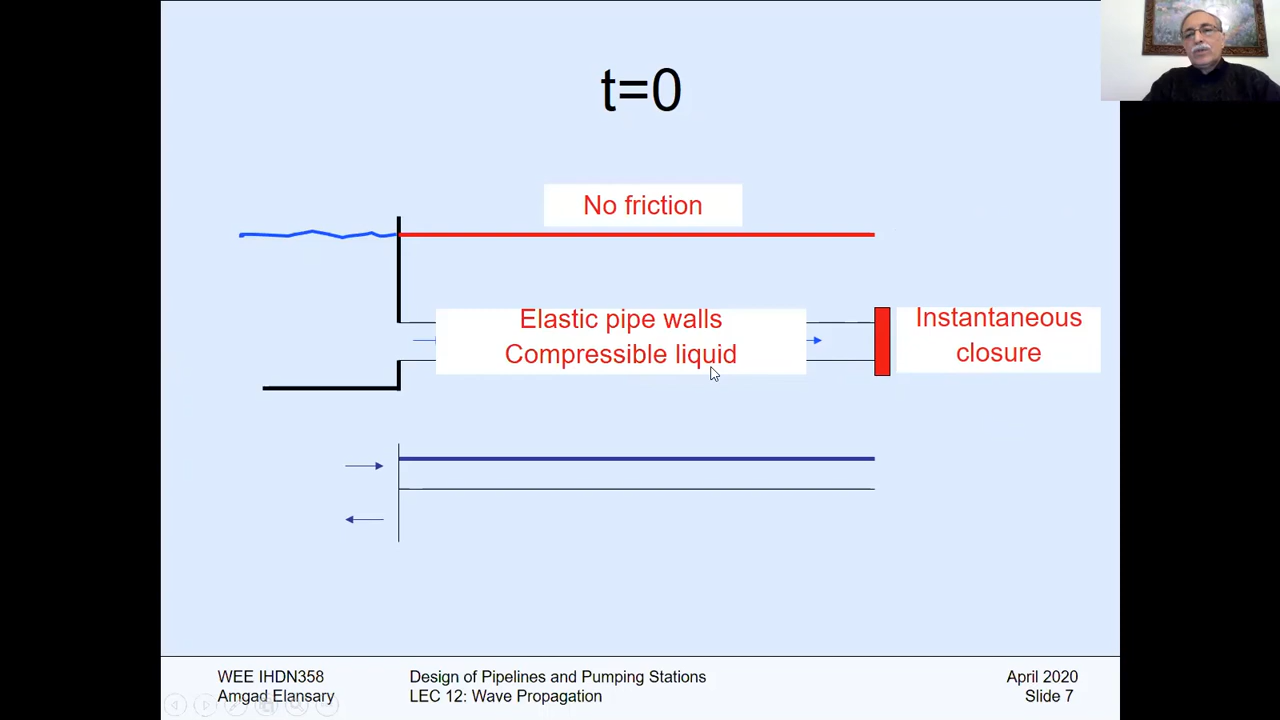 t=0
No friction
Elastic pipe walls
Compressible liquid
Instantaneous
closure
WEE IHDN358
Amgad Elansary
Design of Pipelines and Pumping Stations
LEC 12: Wave Propagation
April 2020
Slide 7